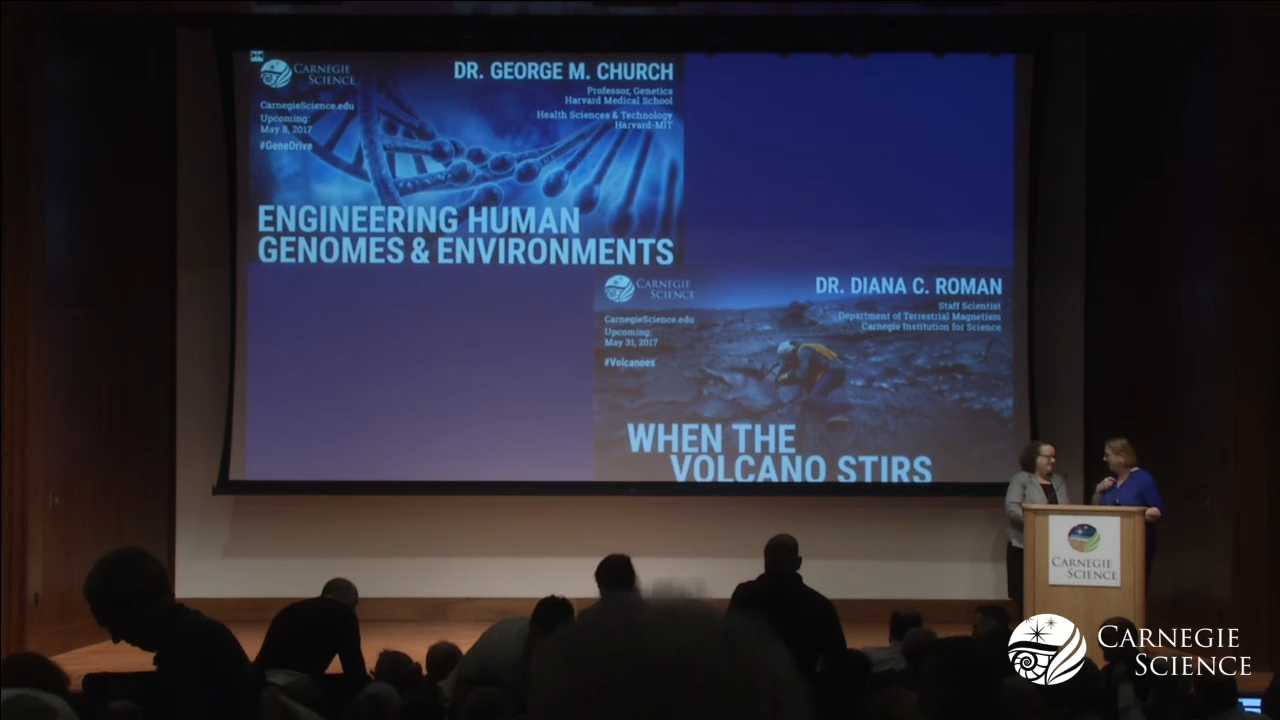 CARNEGIE
SCIENCE
CarnegieScience.edu
Upcoming:
May 8, 2017
#GeneDrive
DR. GEORGE M. CHURCH
Professor, Genetics
Harvard Medical School
Health Sciences & Technology
Harvard-MIT
ENGINEERING HUMAN
GENOMES & ENVIRONMENTS
CARNEGIE
SCIENCE
CarnegieScience.edu
Upcoming:
May 31, 2017
#Volcanoes
DR. DIANA C. ROMAN
Staff Scientist
Department of Terrestrial Magnetism
Carnegie Institution for Science
WHEN THE
VOLCANO STIRS
CARNEGIE
SCIENCE
CARNEGIE
SCIENCE